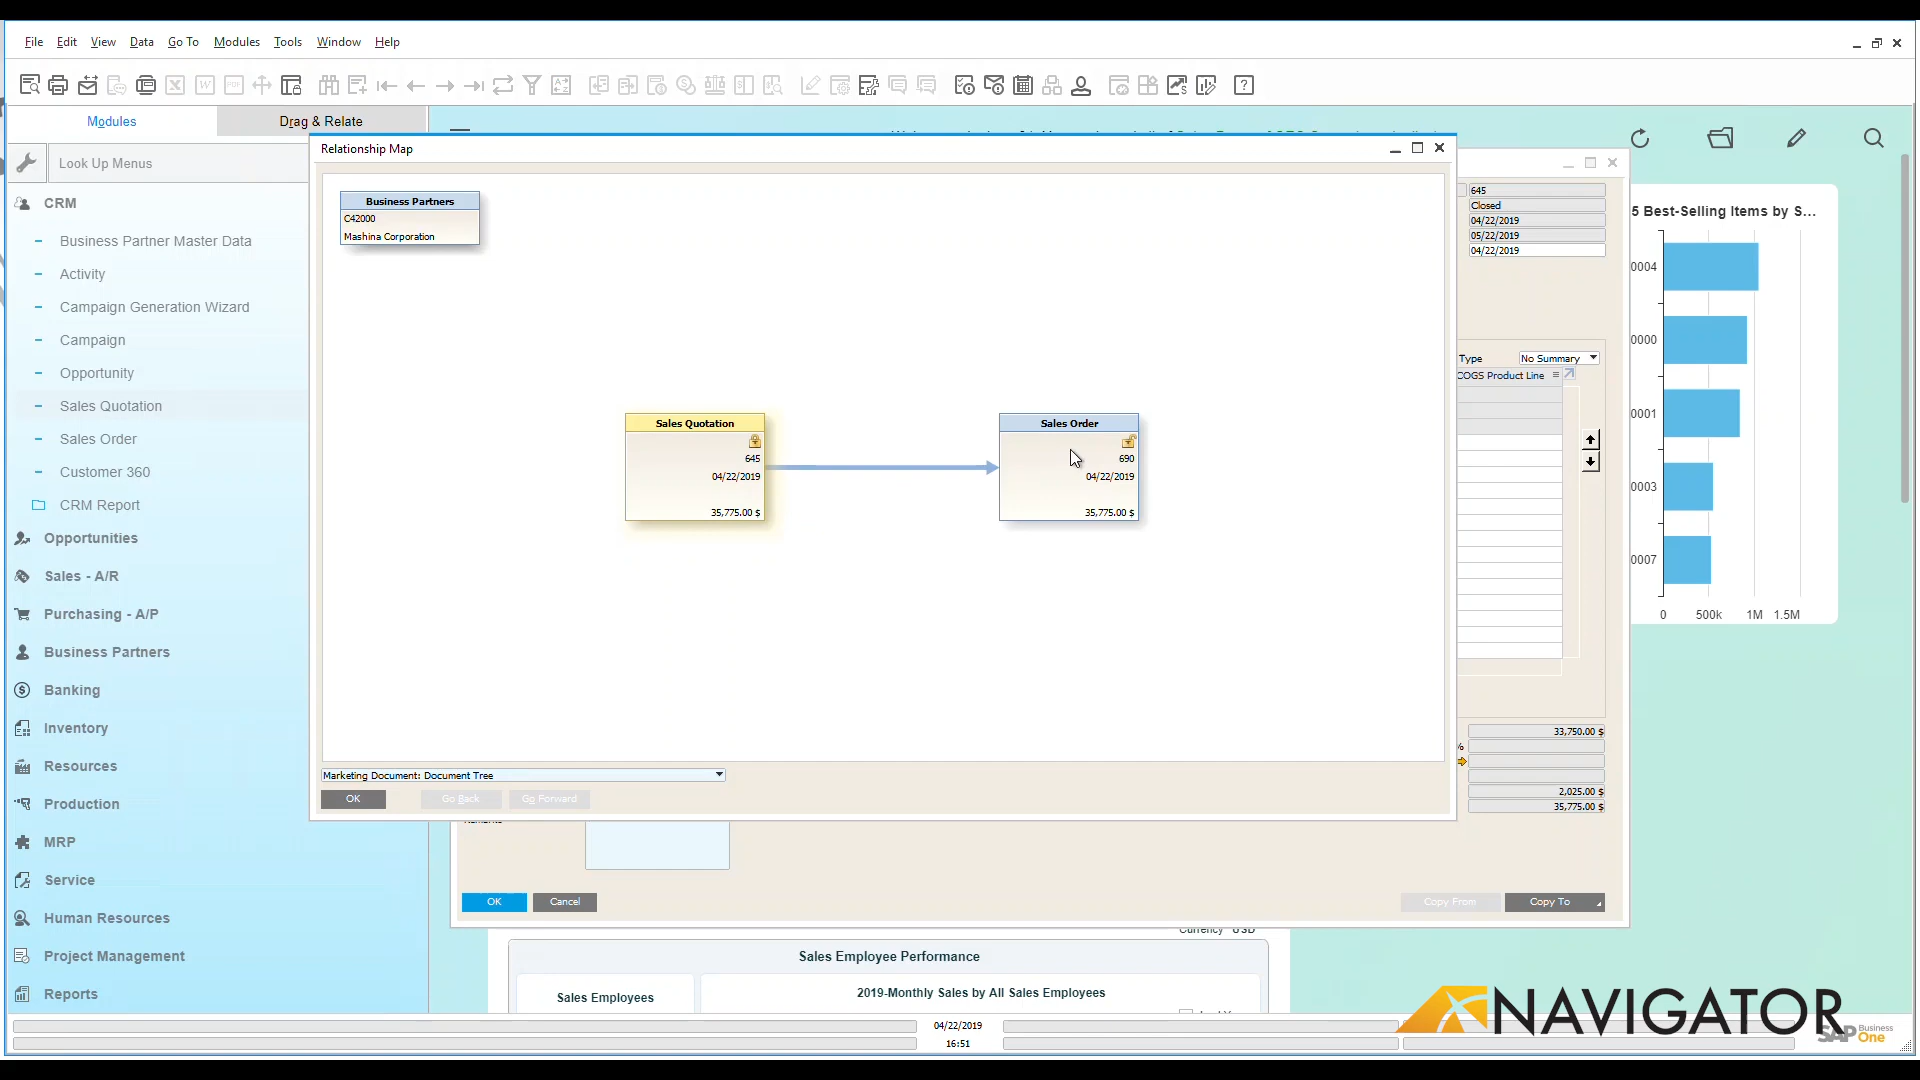 File Edit View Data Go To Modules Tools Window Help
Modules
Drag & Relate
Look Up Menus
CRM
Business Partner Master Data
Activity
Campaign Generation Wizard
Campaign
Opportunity
Sales Quotation
Sales Order
Customer 360
CRM Report
Opportunities
Sales - A/R
Purchasing - A/P
Business Partners
Banking
Inventory
Resources
Production
MRP
Service
Human Resources
Project Management
Reports
Relationship Map
Business Partners
C42000
Mashina Corporation
Sales Quotation
645
04/22/2019
35,775.00 $
Sales Order
690
04/22/2019
35,775.00 $
Marketing Document: Document Tree
OK
Go Back
Go Forward
645
Closed
04/22/2019
05/22/2019
04/22/2019
Type
No Summary
COGS Product Line
33,750.00 $
%
2,025.00 $
35,775.00 $
OK
Cancel
Copy From
Copy To
5 Best-Selling Items by S...
0004
0000
0001
0003
0007
0 500k 1M 1.5M
Currency USD
Sales Employee Performance
Sales Employees
2019-Monthly Sales by All Sales Employees
04/22/2019
16:51
NAVIGATOR
SAP Business
One